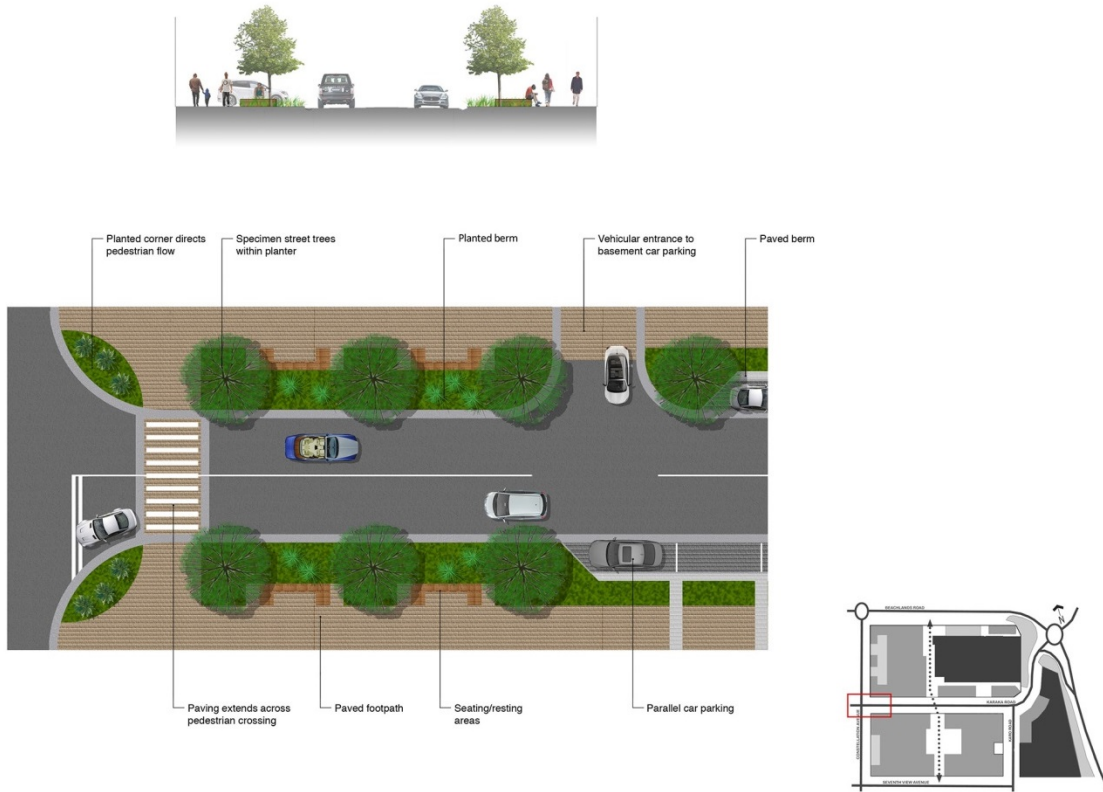 Planted corner directs
pedestrian flow
Specimen street trees
within planter
Planted berm
Vehicular entrance to
basement car parking
Paved berm
Paving extends across
pedestrian crossing
Paved footpath
Seating/resting
areas
Parallel car parking
BEACHLANDS ROAD
N
KARAKA ROAD
SEVENTH VIEW AVENUE